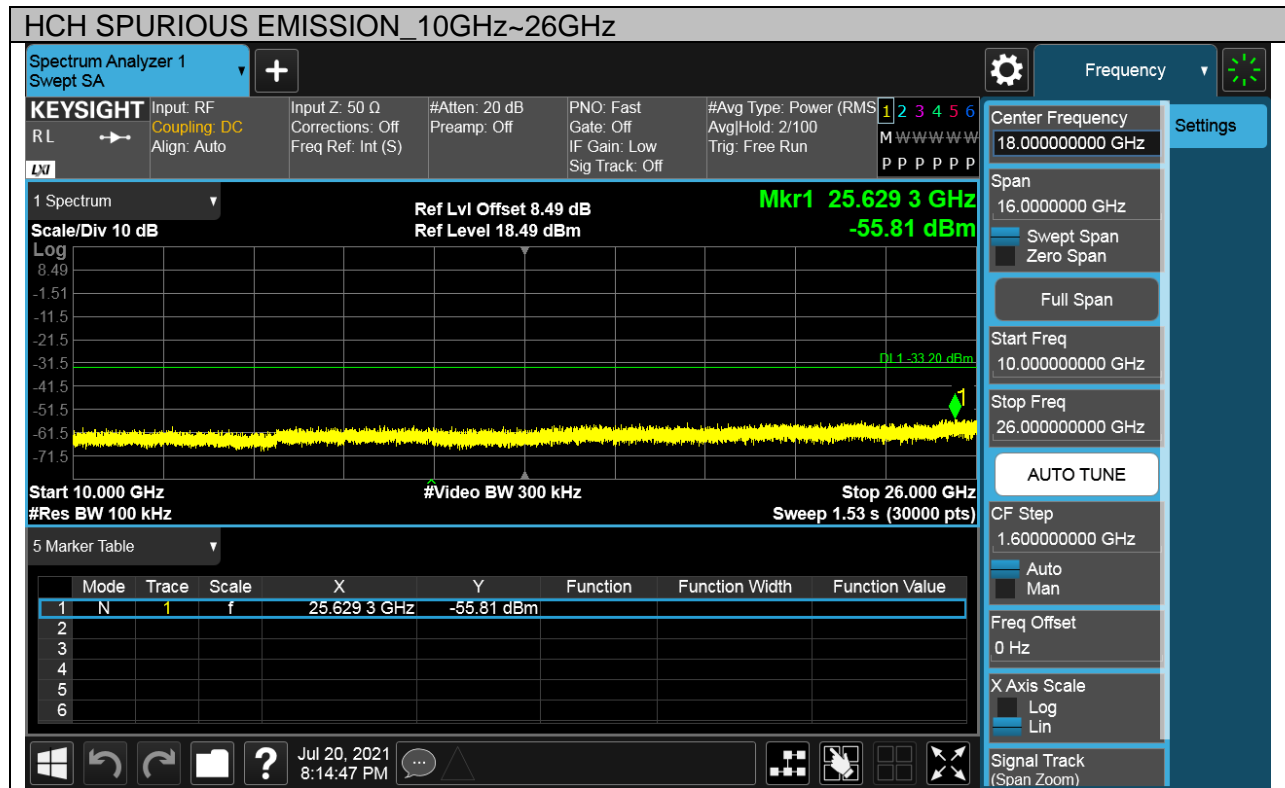 HCH SPURIOUS EMISSION_10GHz~26GHz
Spectrum Analyzer 1
Swept SA
Frequency
KEYSIGHT
RL
LXI
Input: RF
Coupling: DC
Align: Auto
Input Z: 50 Ω
Corrections: Off
Freq Ref: Int (S)
#Atten: 20 dB
Preamp: Off
PNO: Fast
Gate: Off
IF Gain: Low
Sig Track: Off
#Avg Type: Power (RMS
Avg|Hold: 2/100
Trig: Free Run
1 2 3 4 5 6
M W W W W W
P P P P P P
1 Spectrum
Scale/Div 10 dB
Ref Lvl Offset 8.49 dB
Ref Level 18.49 dBm
Mkr1 25.629 3 GHz
-55.81 dBm
Log
8.49
-1.51
-11.5
-21.5
-31.5
-41.5
-51.5
-61.5
-71.5
DL1 -33.20 dBm
1
Start 10.000 GHz
#Video BW 300 kHz
Stop 26.000 GHz
#Res BW 100 kHz
Sweep 1.53 s (30000 pts)
5 Marker Table
Mode Trace Scale X Y Function Function Width Function Value
1 N 1 f 25.629 3 GHz -55.81 dBm
2
3
4
5
6
?
Jul 20, 2021
8:14:47 PM
Center Frequency
18.000000000 GHz
Settings
Span
16.0000000 GHz
Swept Span
Zero Span
Full Span
Start Freq
10.000000000 GHz
Stop Freq
26.000000000 GHz
AUTO TUNE
CF Step
1.600000000 GHz
Auto
Man
Freq Offset
0 Hz
X Axis Scale
Log
Lin
Signal Track
(Span Zoom)